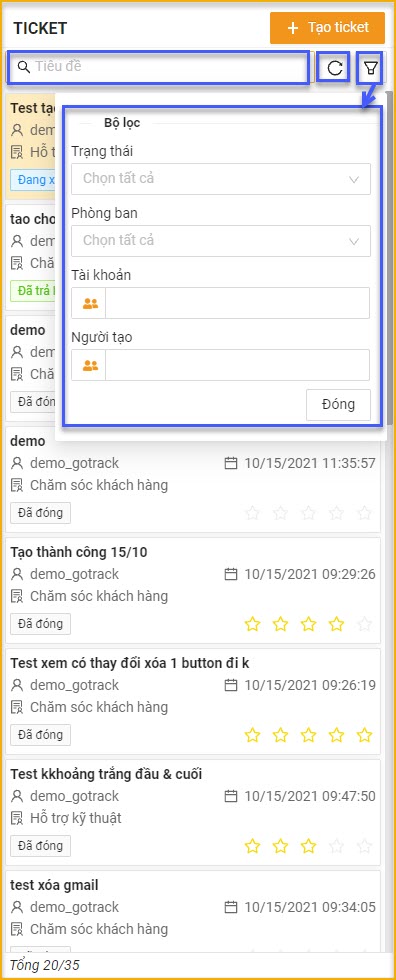 TICKET
+ Tạo ticket
Tiêu đề
Test tạ
demo
Hỗ t
Đang x
Bộ lọc
Trạng thái
Chọn tất cả
Phòng ban
Chọn tất cả
Tài khoản
Người tạo
Đóng
tao cho
dem
Chă
Đã trả l
demo
dem
Chă
Đã đón
demo
demo_gotrack 10/15/2021 11:35:57
Chăm sóc khách hàng
Đã đóng
Tạo thành công 15/10
demo_gotrack 10/15/2021 09:29:26
Chăm sóc khách hàng
Đã đóng
Test xem có thay đổi xóa 1 button đi k
demo_gotrack 10/15/2021 09:26:19
Chăm sóc khách hàng
Đã đóng
Test kkhoảng trắng đầu & cuối
demo_gotrack 10/15/2021 09:47:50
Hỗ trợ kỹ thuật
Đã đóng
test xóa gmail
demo_gotrack 10/15/2021 09:34:05
Chăm sóc khách hàng
Tổng 20/35